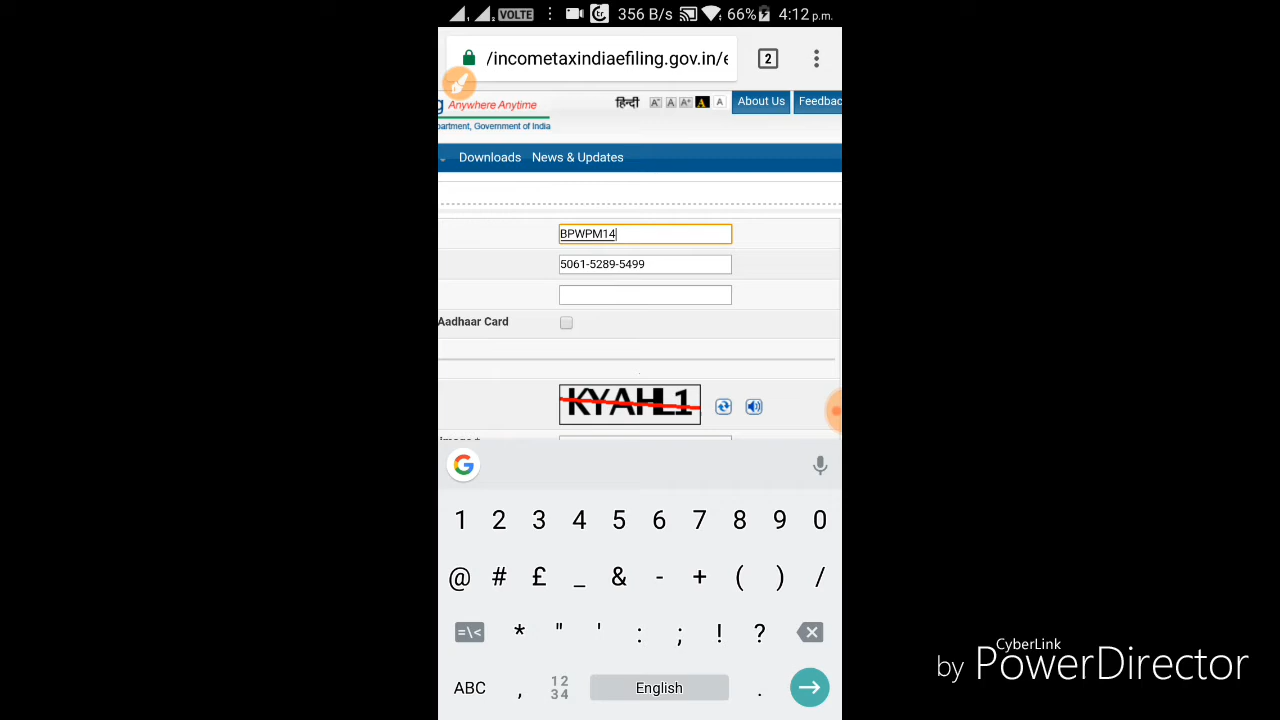 VOLTE 356 B/s 66% 4:12 p.m.
/incometaxindiaefiling.gov.in/e 2
g Anywhere Anytime हिन्दी A A A A A About Us Feedbac
partment, Government of India
Downloads News & Updates
BPWPM14
5061-5289-5499
Aadhaar Card
KYAHL1
image *
G
1 2 3 4 5 6 7 8 9 0
@ # £ _ & - + ( ) /
=\< * " ' : ; ! ?
ABC , 12 34 English .
CyberLink
by PowerDirector